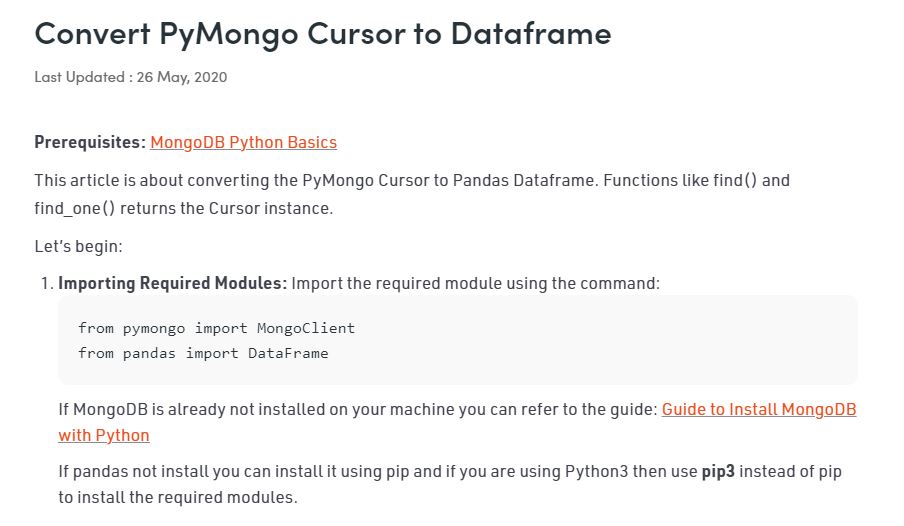 Convert PyMongo Cursor to Dataframe
Last Updated : 26 May, 2020
Prerequisites: MongoDB Python Basics
This article is about converting the PyMongo Cursor to Pandas Dataframe. Functions like find() and
find_one() returns the Cursor instance.
Let’s begin:
1. Importing Required Modules: Import the required module using the command:
from pymongo import MongoClient
from pandas import DataFrame
If MongoDB is already not installed on your machine you can refer to the guide: Guide to Install MongoDB
with Python
If pandas not install you can install it using pip and if you are using Python3 then use pip3 instead of pip
to install the required modules.